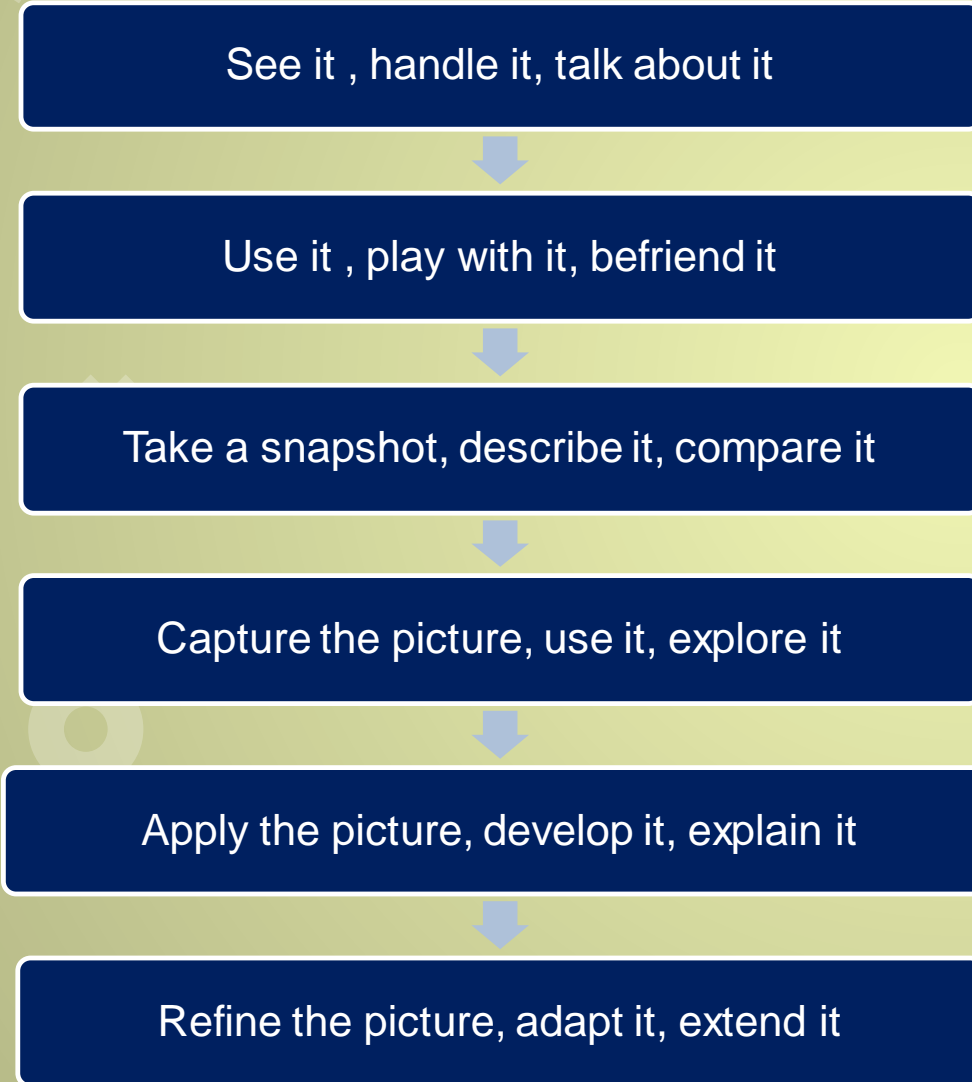 See it , handle it, talk about it
Use it , play with it, befriend it
Take a snapshot, describe it, compare it
Capture the picture, use it, explore it
Apply the picture, develop it, explain it
Refine the picture, adapt it, extend it